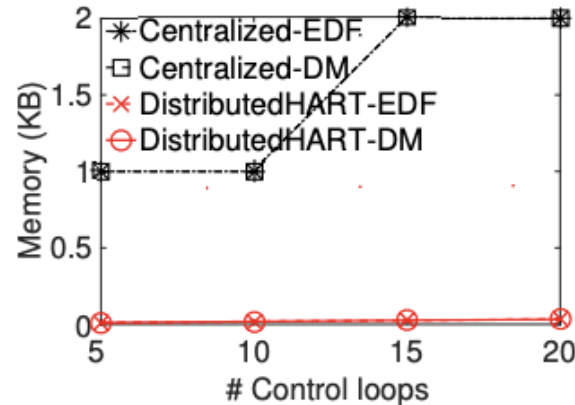 2
Centralized-EDF
Centralized-DM
1.5
DistributedHART-EDF
DistributedHART-DM
1
0.5
0
Memory (KB)
5 10 15 20
# Control loops